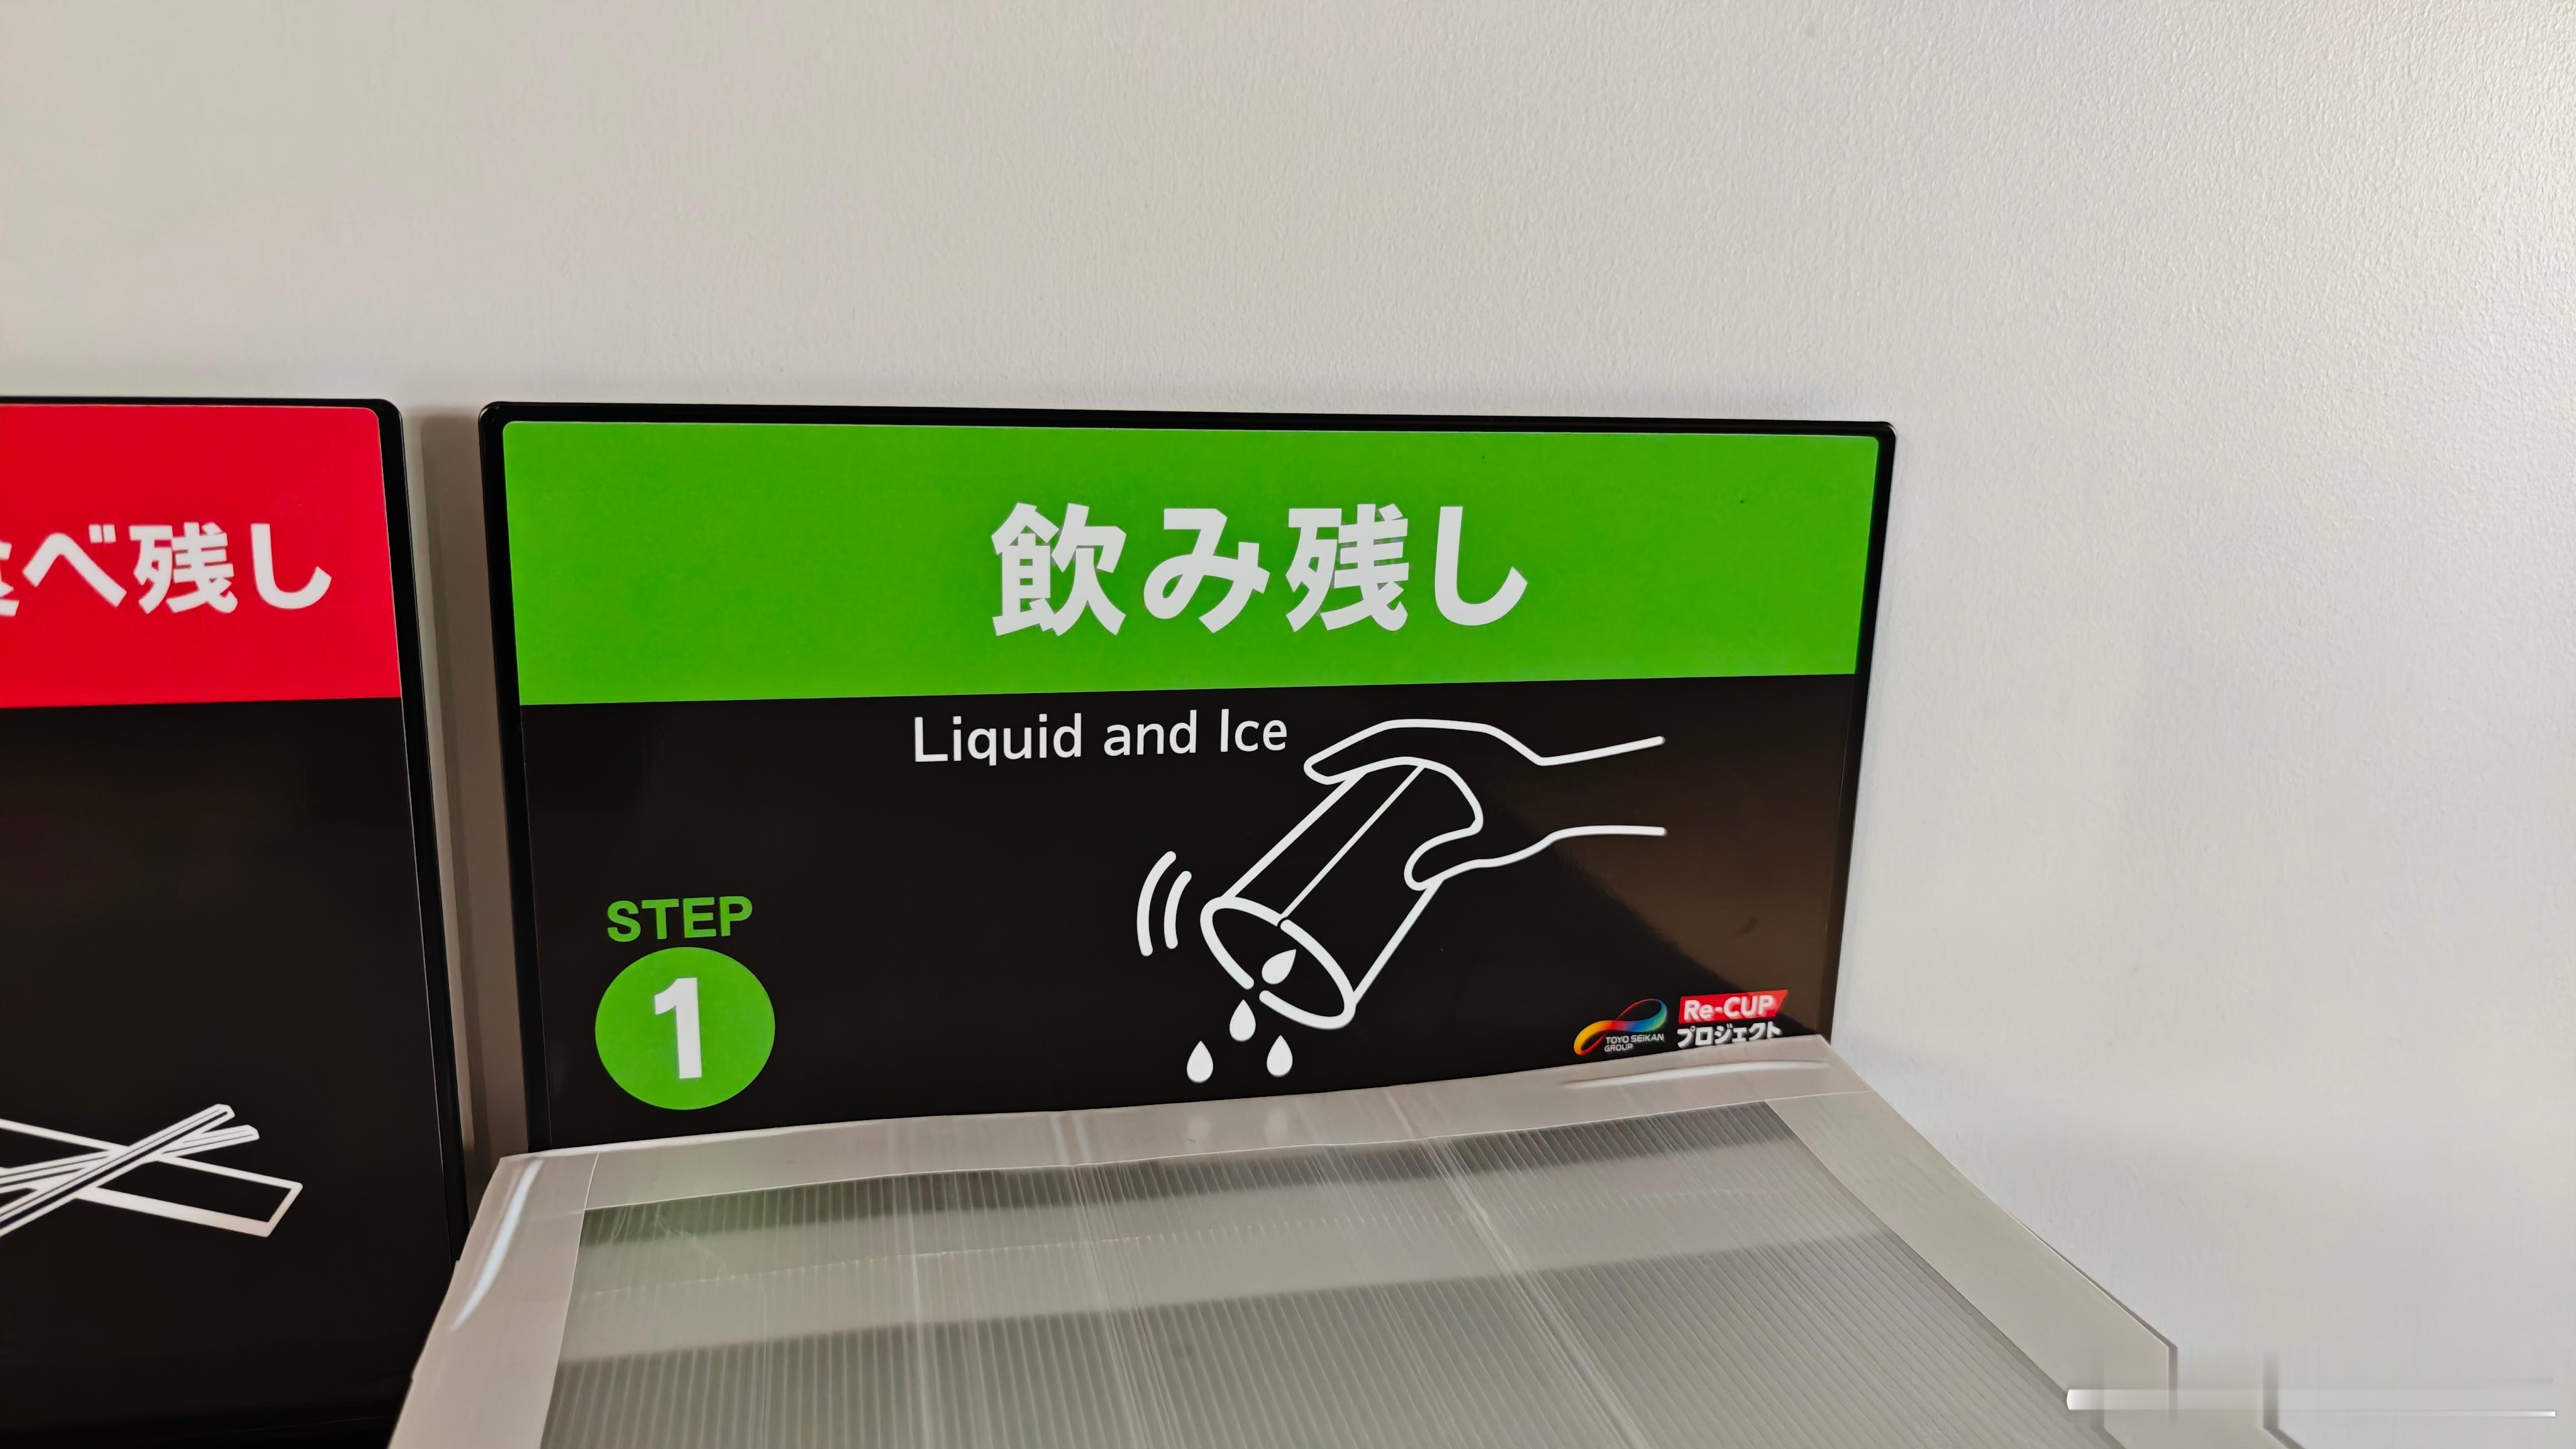 べ残し
飲み残し
Liquid and Ice
STEP
1
TOYO SEIKAN
GROUP
Re-CUP
プロジェクト